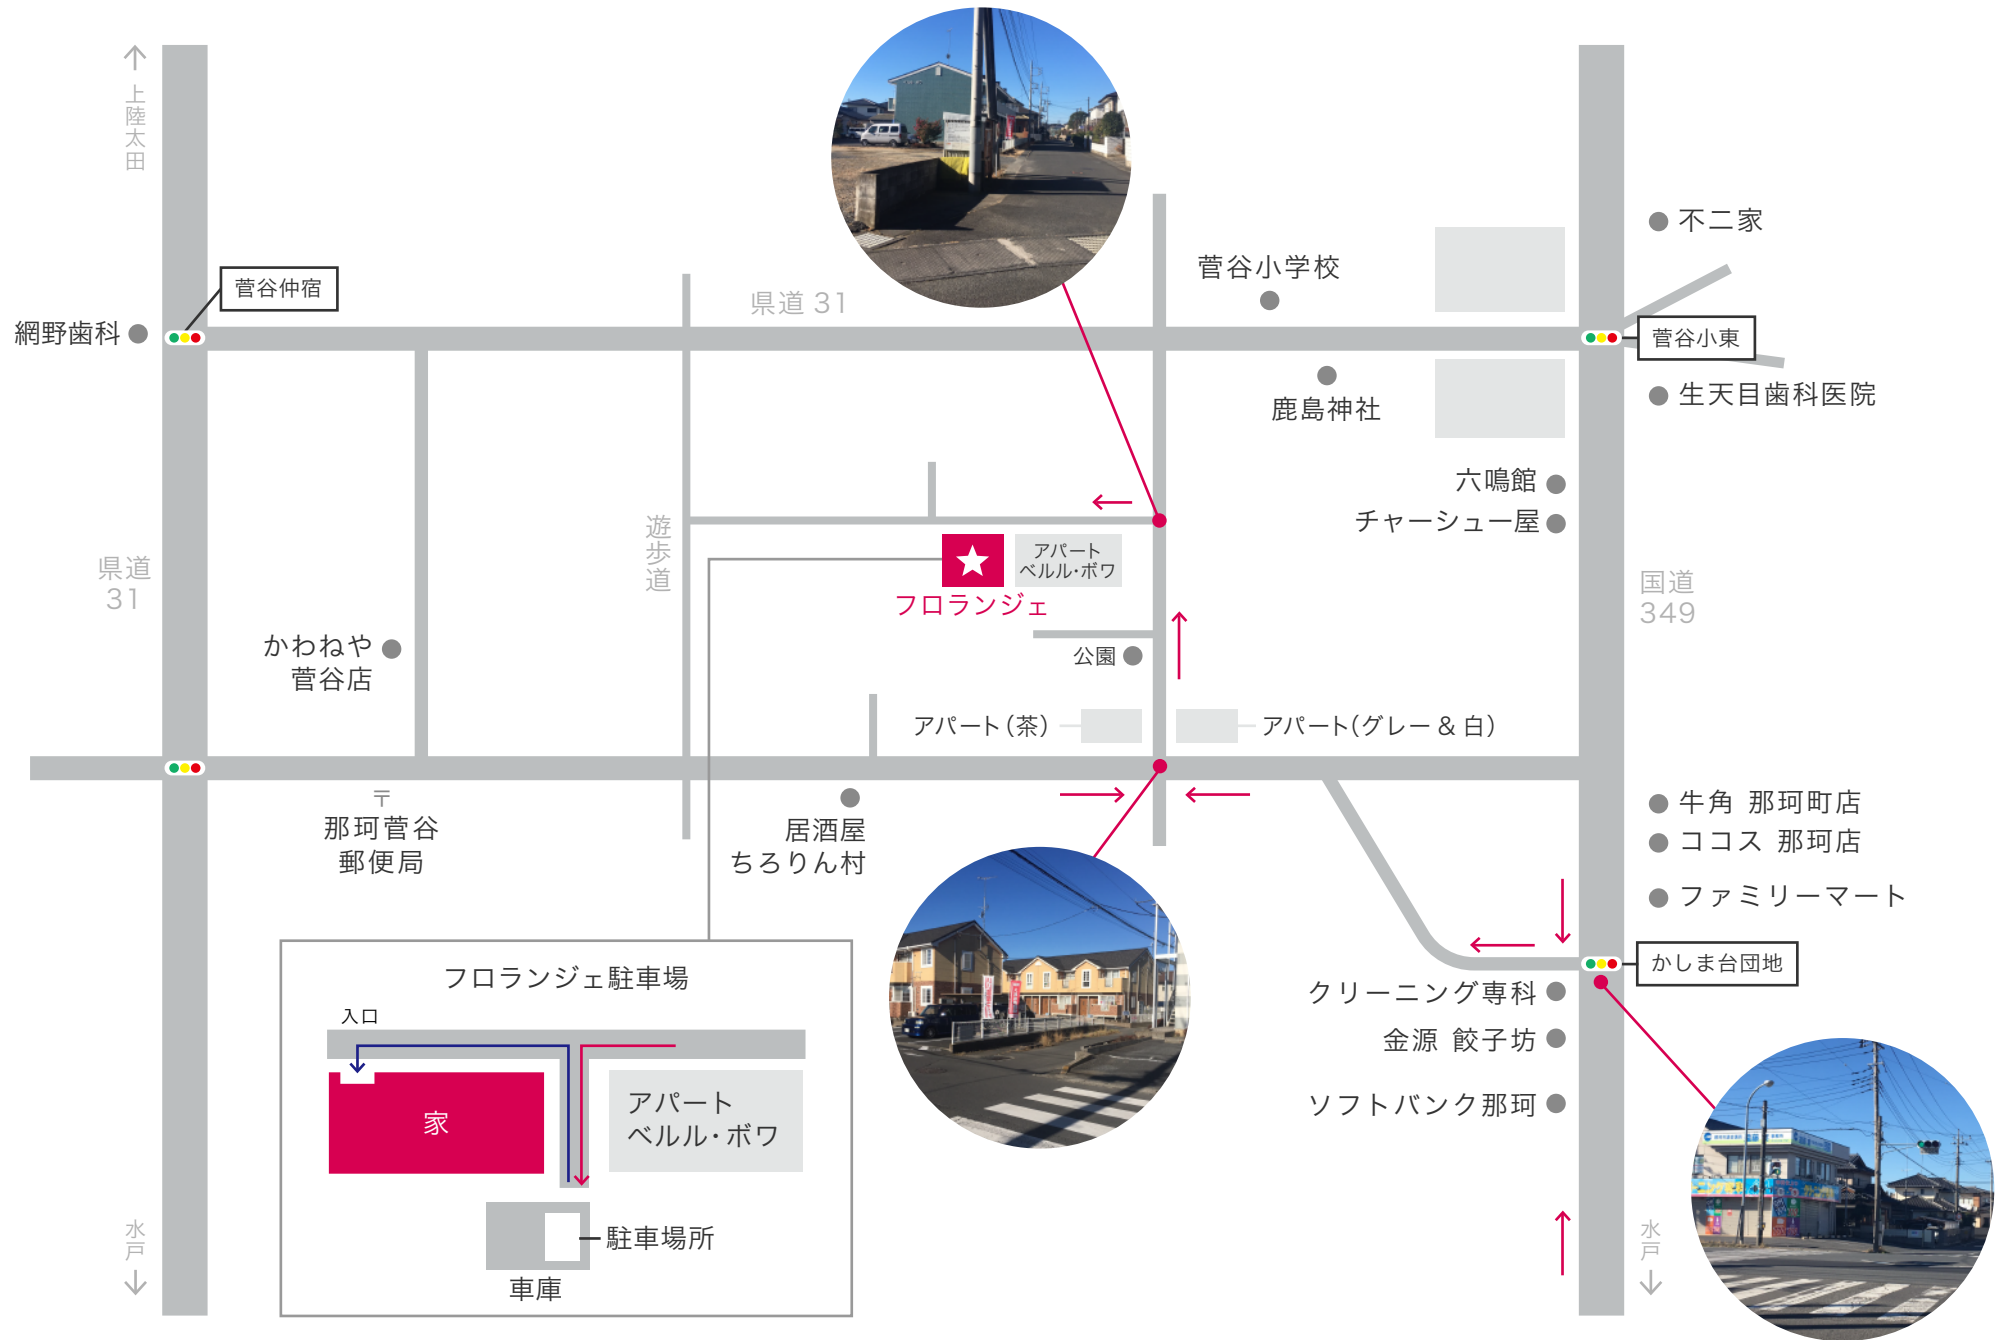 上陸太田
菅谷仲宿
網野歯科
県道 31
菅谷小学校
鹿島神社
不二家
菅谷小東
生天目歯科医院
六鳴館
チャーシュー屋
県道
31
遊歩道
アパート
ベルル・ボワ
フロランジェ
国道
349
かわねや
菅谷店
公園
アパート（茶）
アパート（グレー & 白）
〒
那珂菅谷
郵便局
居酒屋
ちろりん村
牛角 那珂町店
ココス 那珂店
ファミリーマート
かしま台団地
クリーニング専科
金源 餃子坊
ソフトバンク那珂
フロランジェ駐車場
入口
家
アパート
ベルル・ボワ
駐車場所
車庫
水戸
水戸